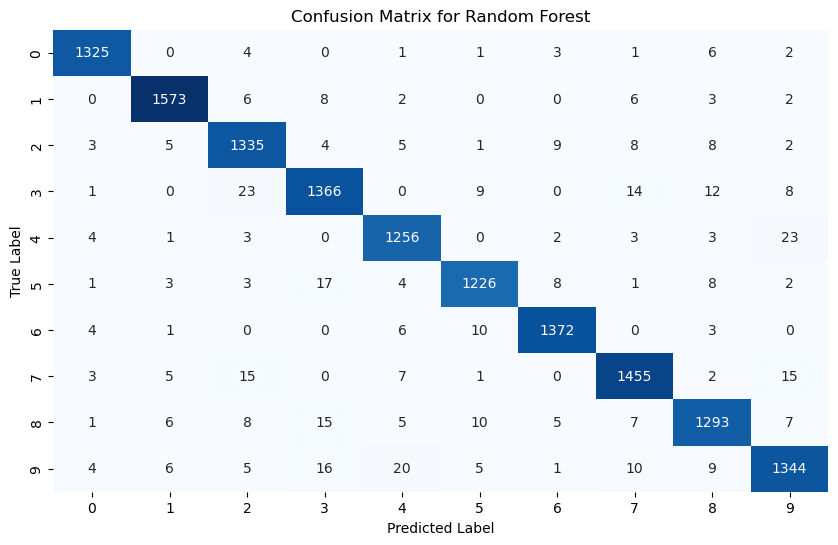 Confusion Matrix for Random Forest
0 1325 0 4 0 1 1 3 1 6 2
1 0 1573 6 8 2 0 0 6 3 2
2 3 5 1335 4 5 1 9 8 8 2
3 1 0 23 1366 0 9 0 14 12 8
4 4 1 3 0 1256 0 2 3 3 23
5 1 3 3 17 4 1226 8 1 8 2
6 4 1 0 0 6 10 1372 0 3 0
7 3 5 15 0 7 1 0 1455 2 15
8 1 6 8 15 5 10 5 7 1293 7
9 4 6 5 16 20 5 1 10 9 1344
0 1 2 3 4 5 6 7 8 9
Predicted Label
True Label